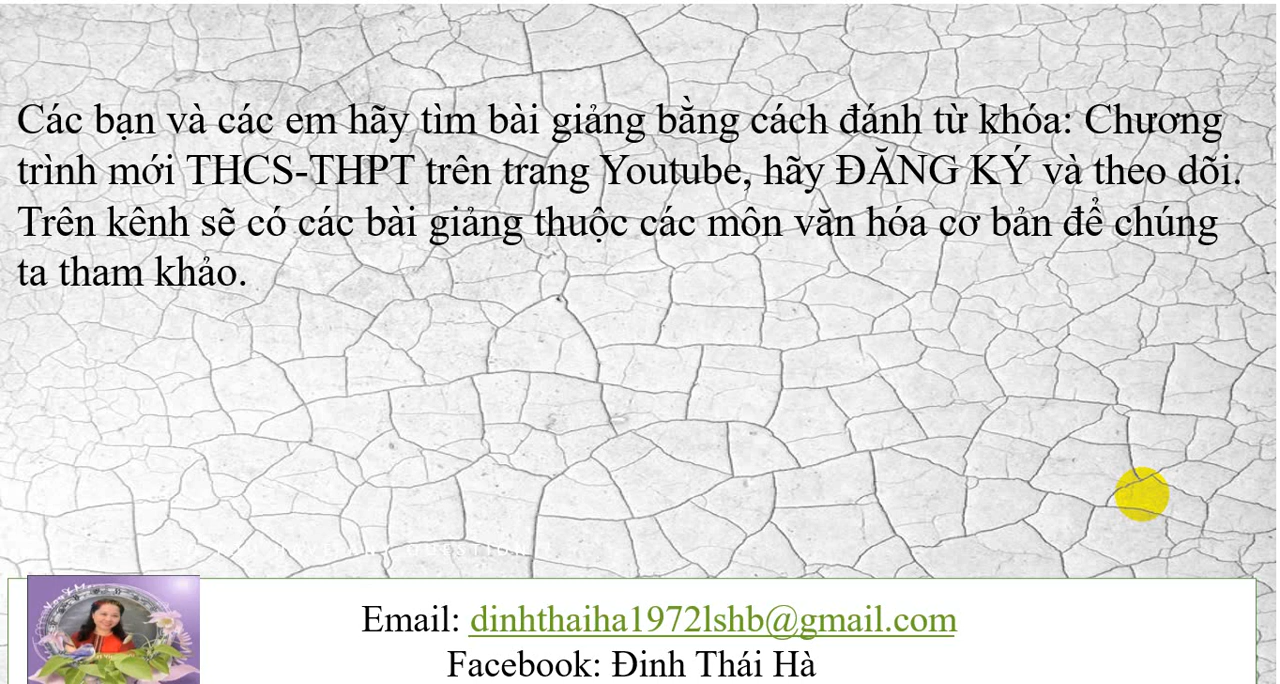 Các bạn và các em hãy tìm bài giảng bằng cách đánh từ khóa: Chương
trình mới THCS-THPT trên trang Youtube, hãy ĐĂNG KÝ và theo dõi.
Trên kênh sẽ có các bài giảng thuộc các môn văn hóa cơ bản để chúng
ta tham khảo.
Email: dinhthaiha1972lshb@gmail.com
Facebook: Đinh Thái Hà